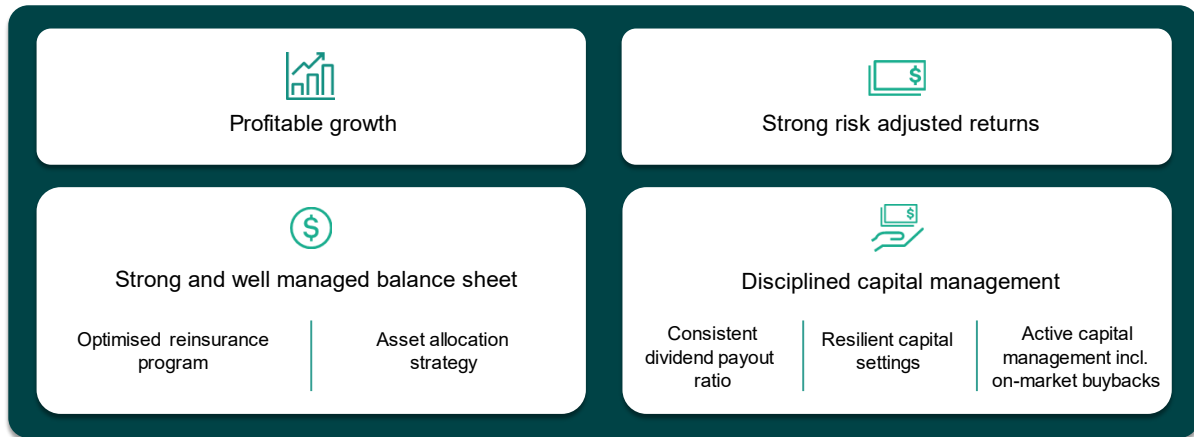 Profitable growth
$
Strong risk adjusted returns
$
Strong and well managed balance sheet
Optimised reinsurance
program
Asset allocation
strategy
$
Disciplined capital management
Consistent
dividend payout
ratio
Resilient capital
settings
Active capital
management incl.
on-market buybacks